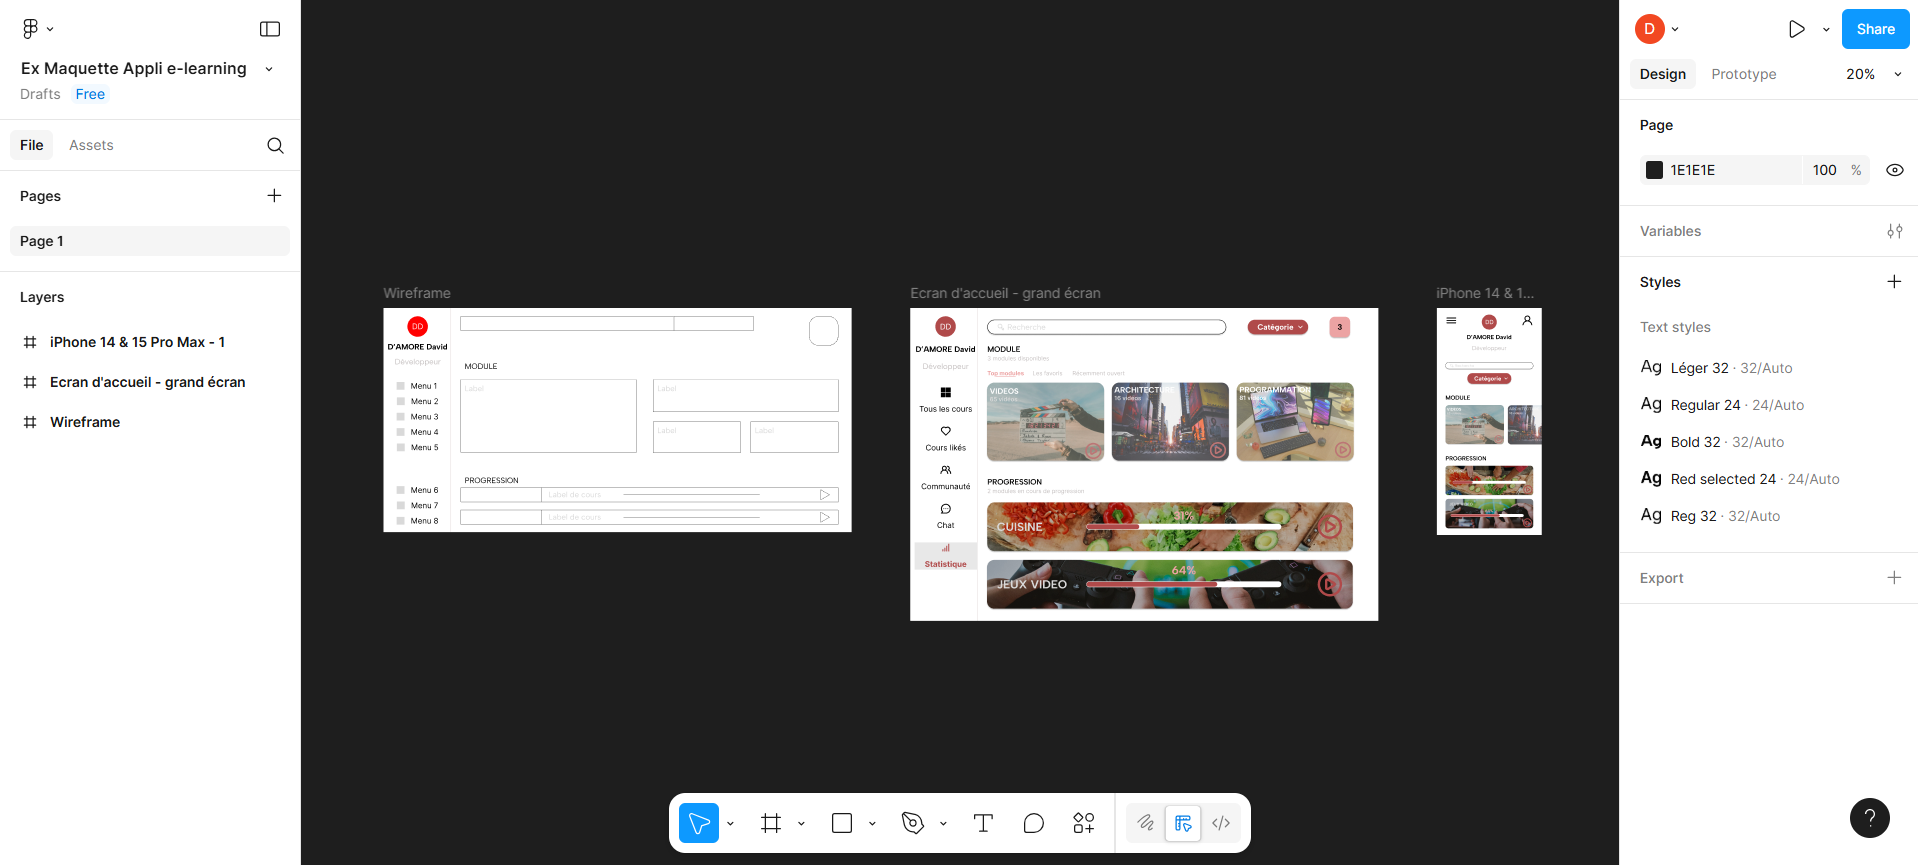 Ex Maquette Appli e-learning
Drafts Free
File Assets
Pages
Page 1
Layers
iPhone 14 & 15 Pro Max - 1
Ecran d'accueil - grand écran
Wireframe
Wireframe
DD
D'AMORE David
Développeur
Menu 1
Menu 2
Menu 3
Menu 4
Menu 5
Menu 6
Menu 7
Menu 8
MODULE
Label
Label
Label
Label
PROGRESSION
Label de cours
Label de cours
Ecran d'accueil - grand écran
DD
D'AMORE David
Développeur
Tous les cours
Cours likés
Communauté
Chat
Statistique
Recherche
Catégorie
3
MODULE
3 modules disponibles
Top modules Les favoris Récemment ouvert
VIDEOS
65 vidéos
ARCHITECTURE
16 vidéos
PROGRAMMATION
81 vidéos
PROGRESSION
2 modules en cours de progression
CUISINE
31%
JEUX VIDEO
64%
iPhone 14 & 1...
DD
D'AMORE David
Développeur
Catégorie
MODULE
VIDEOS
PROGRESSION
D
Share
Design Prototype 20%
Page
1E1E1E 100 %
Variables
Styles
Text styles
Ag Léger 32 · 32/Auto
Ag Regular 24 · 24/Auto
Ag Bold 32 · 32/Auto
Ag Red selected 24 · 24/Auto
Ag Reg 32 · 32/Auto
Export
?